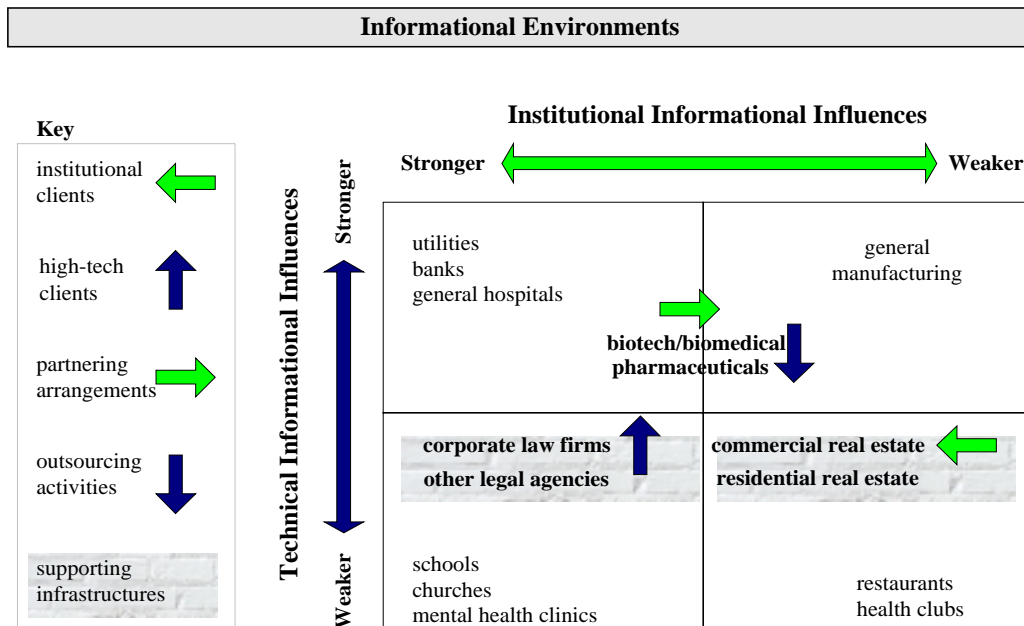 Informational Environments
Institutional Informational Influences
Key
Stronger
Weaker
institutional
clients
high-tech
clients
partnering
arrangements
outsourcing
activities
supporting
infrastructures
Technical Informational Influences
Stronger
Weaker
utilities
banks
general hospitals
general
manufacturing
biotech/biomedical
pharmaceuticals
corporate law firms
other legal agencies
commercial real estate
residential real estate
schools
churches
mental health clinics
restaurants
health clubs